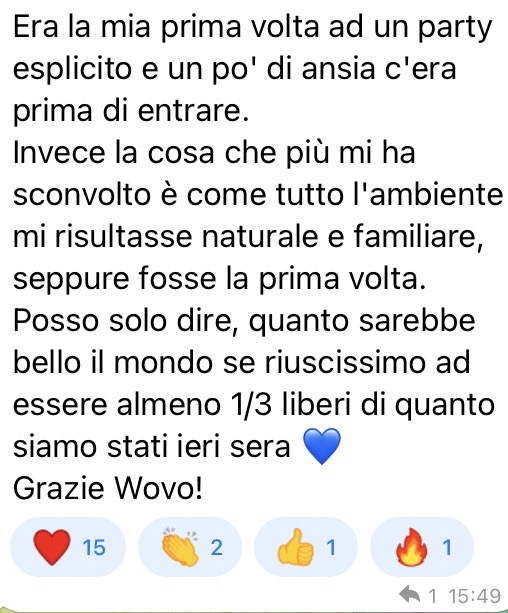 Era la mia prima volta ad un party
esplicito e un po' di ansia c'era
prima di entrare.
Invece la cosa che più mi ha
sconvolto è come tutto l'ambiente
mi risultasse naturale e familiare,
seppure fosse la prima volta.
Posso solo dire, quanto sarebbe
bello il mondo se riuscissimo ad
essere almeno 1/3 liberi di quanto
siamo stati ieri sera 💙
Grazie Wovo!
❤️ 15 👏 2 👍 1 🔥 1
1 15:49